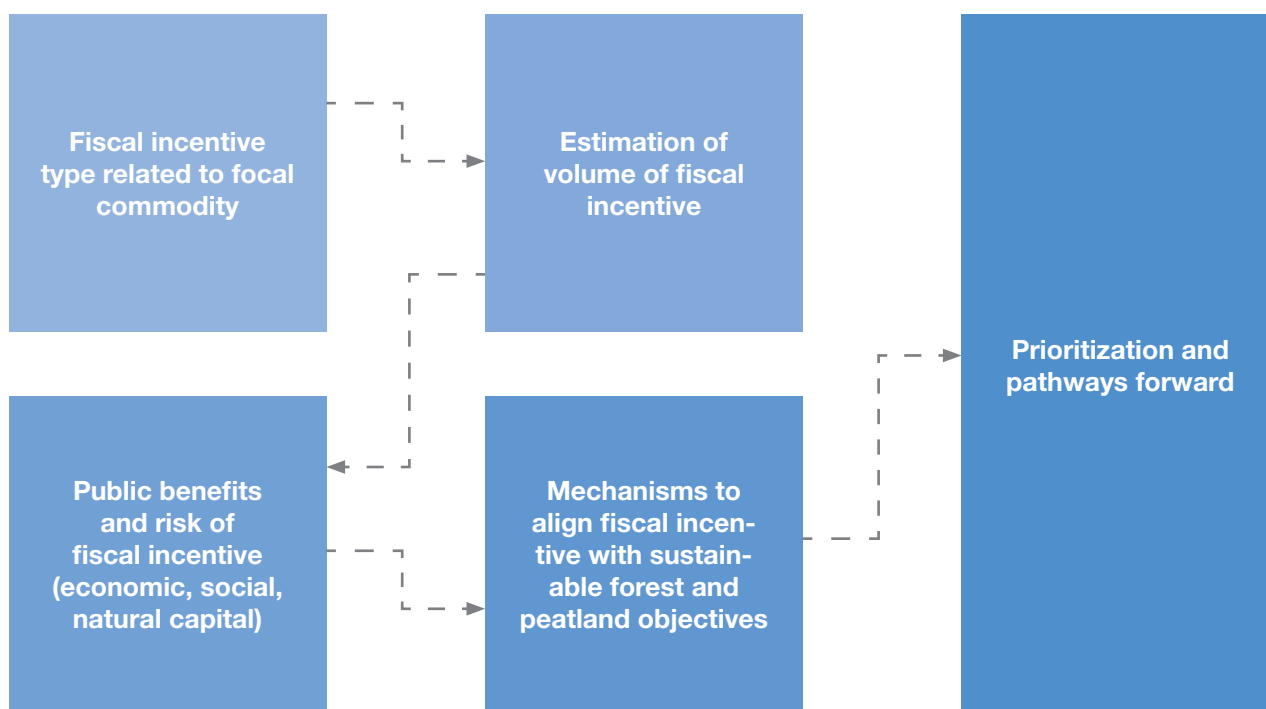 Fiscal incentive
type related to focal
commodity
Estimation of
volume of fiscal
incentive
Public benefits
and risk of
fiscal incentive
(economic, social,
natural capital)
Mechanisms to
align fiscal incen-
tive with sustain-
able forest and
peatland objectives
Prioritization and
pathways forward